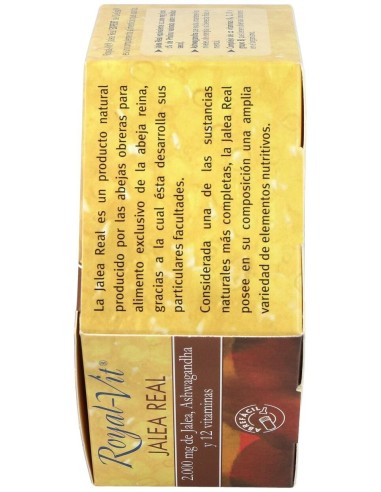 Royal-Vit®
JALEA REAL
2.000 mg de Jalea, Ashwagandha
y 12 vitaminas
ABREFÁCIL
La Jalea Real es un producto natural
producido por las abejas obreras para
alimento exclusivo de la abeja reina,
gracias a la cual ésta desarrolla sus
particulares facultades.
Considerada una de las sustancias
naturales más completas, la Jalea Real
posee en su composición una amplia
variedad de elementos nutritivos.